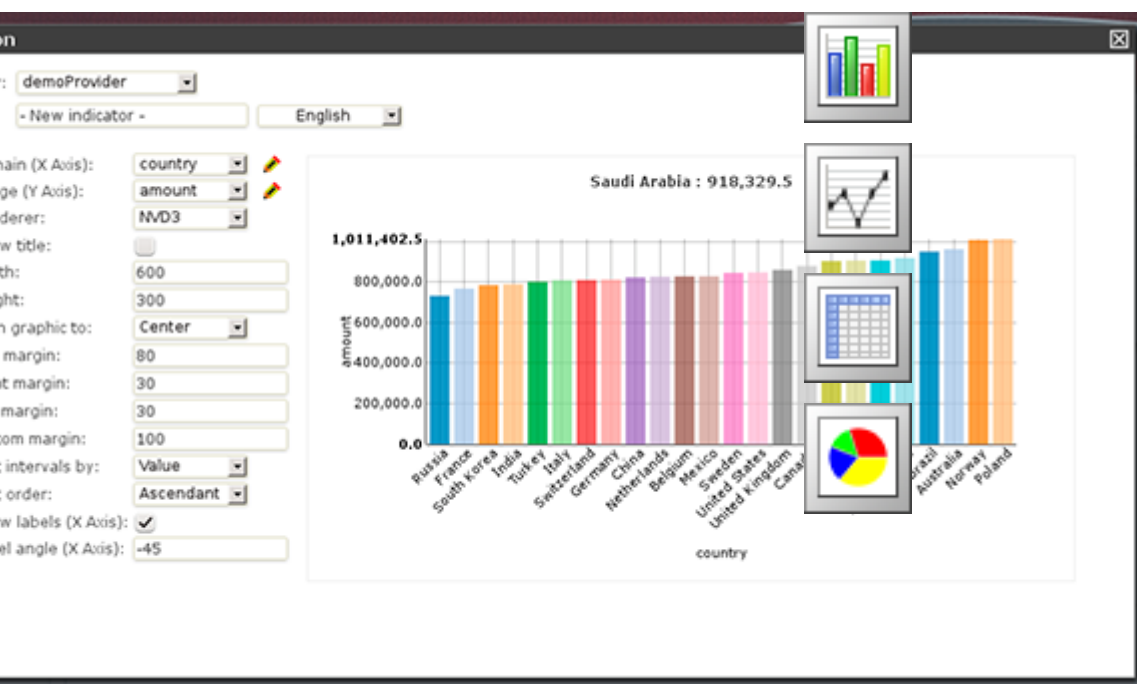 on
: demoProvider
- New indicator - English
nain (X Axis): country
ge (Y Axis): amount
derer: NVD3
w title:
th: 600
ght: 300
n graphic to: Center
margin: 80
t margin: 30
margin: 30
tom margin: 100
t intervals by: Value
t order: Ascendant
w labels (X Axis):
el angle (X Axis): -45
Saudi Arabia : 918,329.5
1,011,402.5
800,000.0
600,000.0
400,000.0
200,000.0
0.0
amount
Russia
France
South Korea
India
Turkey
Italy
Switzerland
Germany
China
Netherlands
Belgium
Mexico
Sweden
United States
United Kingdom
Canad
Brazil
Australia
Norway
Poland
country